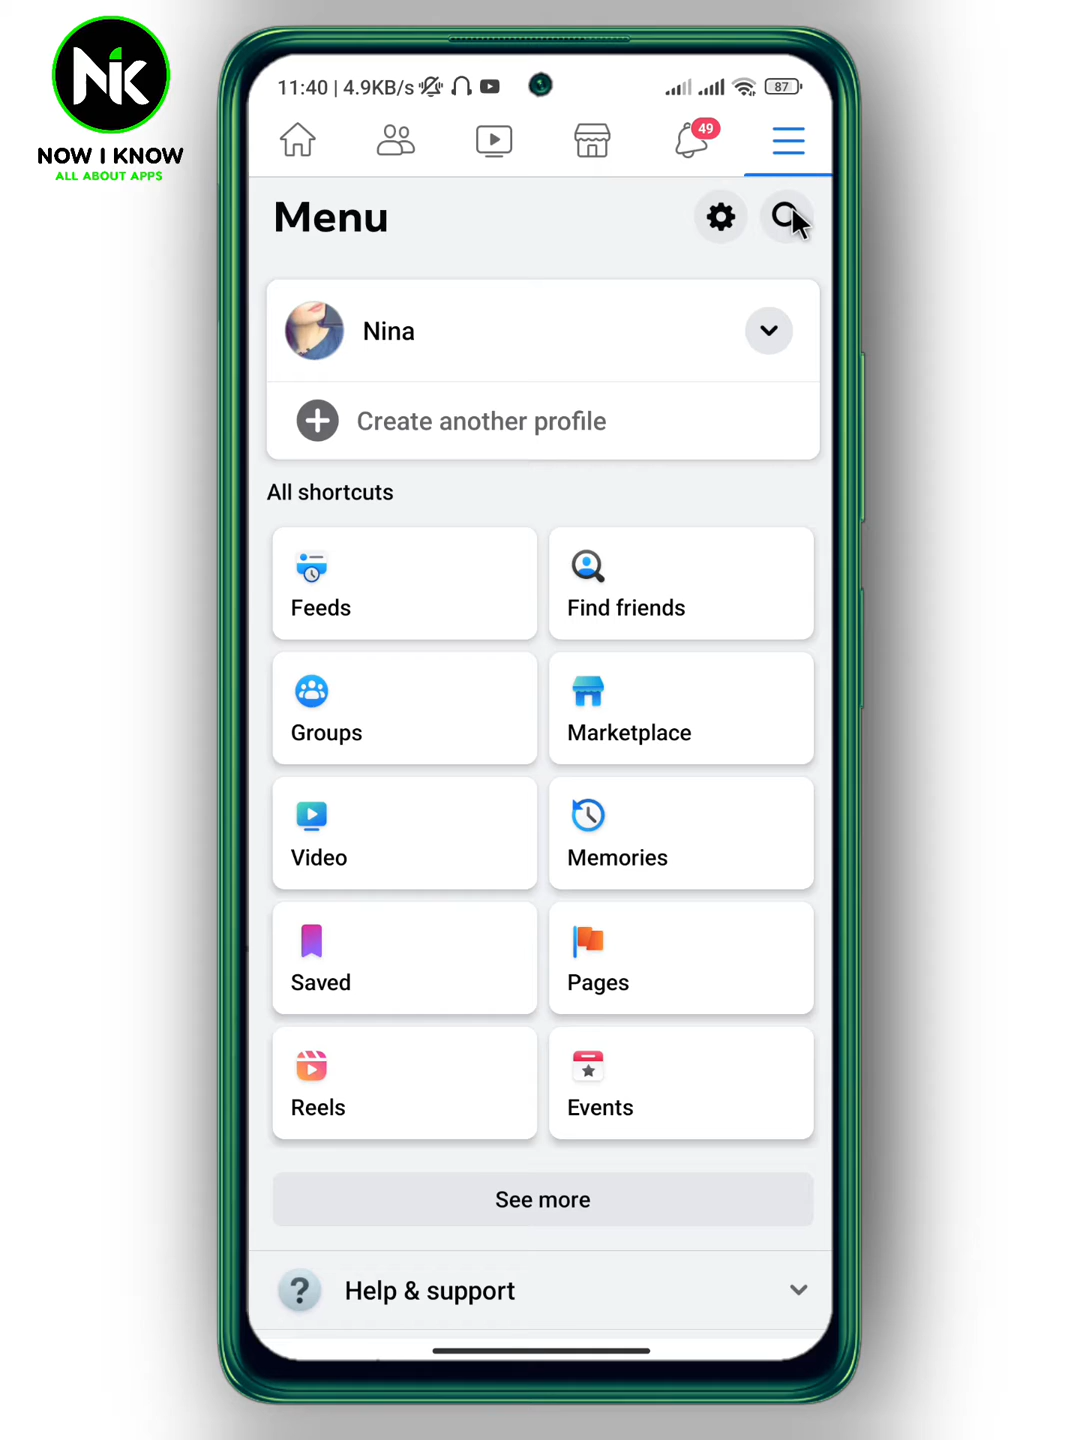 NOW I KNOW
ALL ABOUT APPS
11:40 | 4.9KB/s
87
49
Menu
Nina
Create another profile
All shortcuts
Feeds
Find friends
Groups
Marketplace
Video
Memories
Saved
Pages
Reels
Events
See more
Help & support